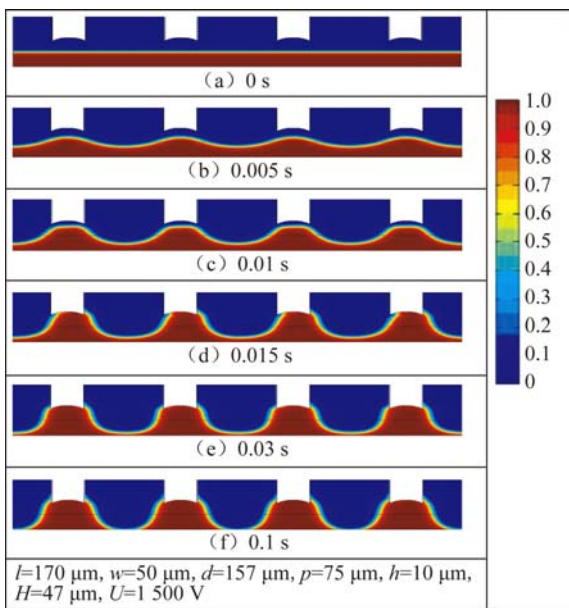 (a) 0 s
(b) 0.005 s
(c) 0.01 s
(d) 0.015 s
(e) 0.03 s
(f) 0.1 s
1.0
0.9
0.8
0.7
0.6
0.5
0.4
0.3
0.2
0.1
0
l=170 μm, w=50 μm, d=157 μm, p=75 μm, h=10 μm,
H=47 μm, U=1 500 V